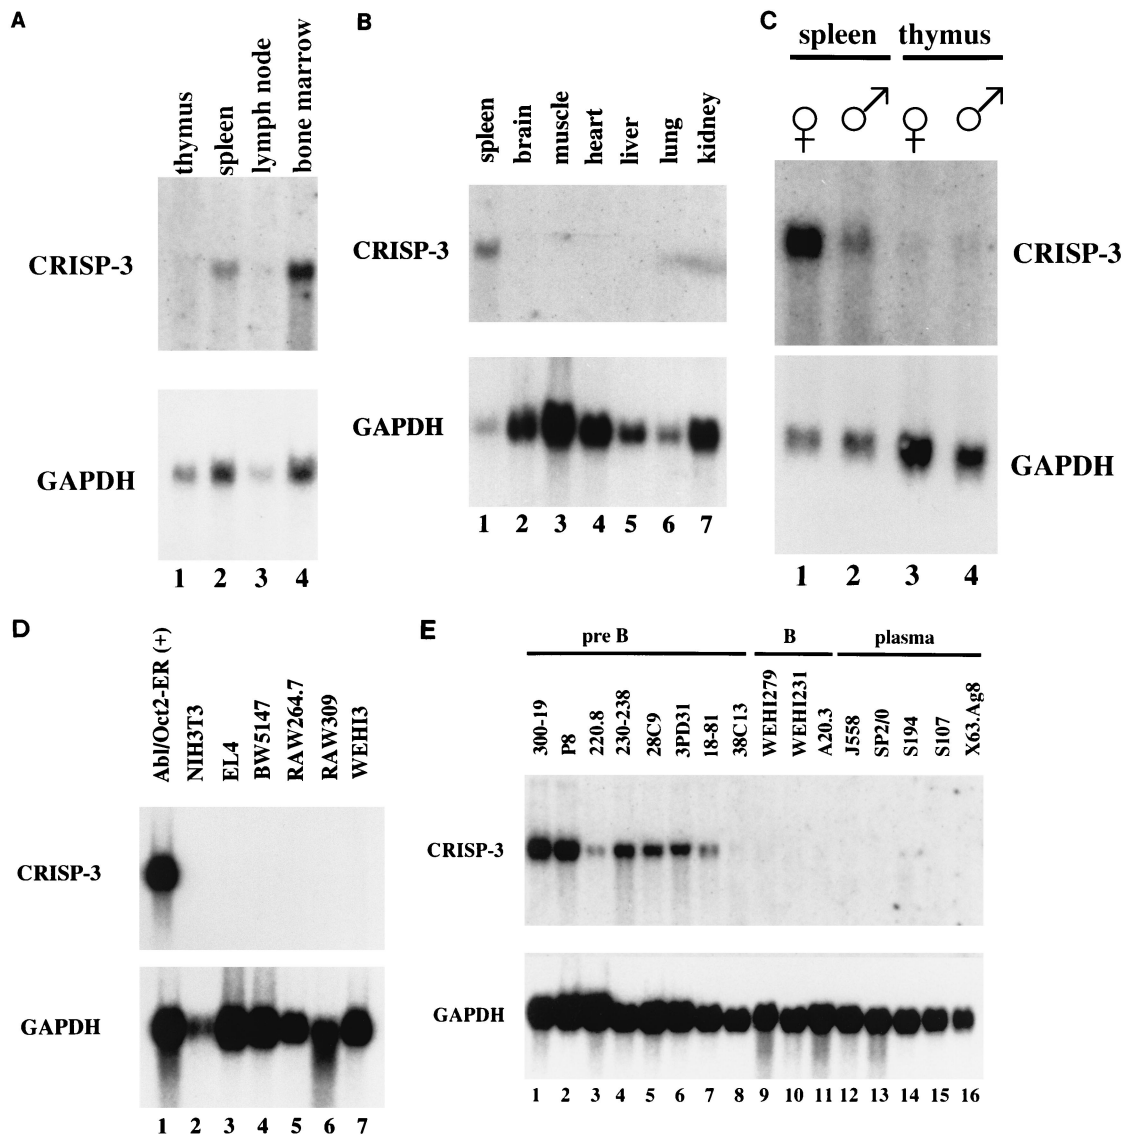 A
thymus
spleen
lymph node
bone marrow
CRISP-3
GAPDH
1 2 3 4
B
spleen
brain
muscle
heart
liver
lung
kidney
CRISP-3
GAPDH
1 2 3 4 5 6 7
C
spleen thymus
♀ ♂ ♀ ♂
CRISP-3
GAPDH
1 2 3 4
D
Abl/Oct2-ER (+)
NIH3T3
EL4
BW5147
RAW264.7
RAW309
WEHI3
CRISP-3
GAPDH
1 2 3 4 5 6 7
E
pre B B plasma
300-19
P8
220.8
230-238
28C9
3PD31
18-81
38C13
WEHI279
WEHI231
A20.3
J558
SP2/0
S194
S107
X63.Ag8
CRISP-3
GAPDH
1 2 3 4 5 6 7 8 9 10 11 12 13 14 15 16